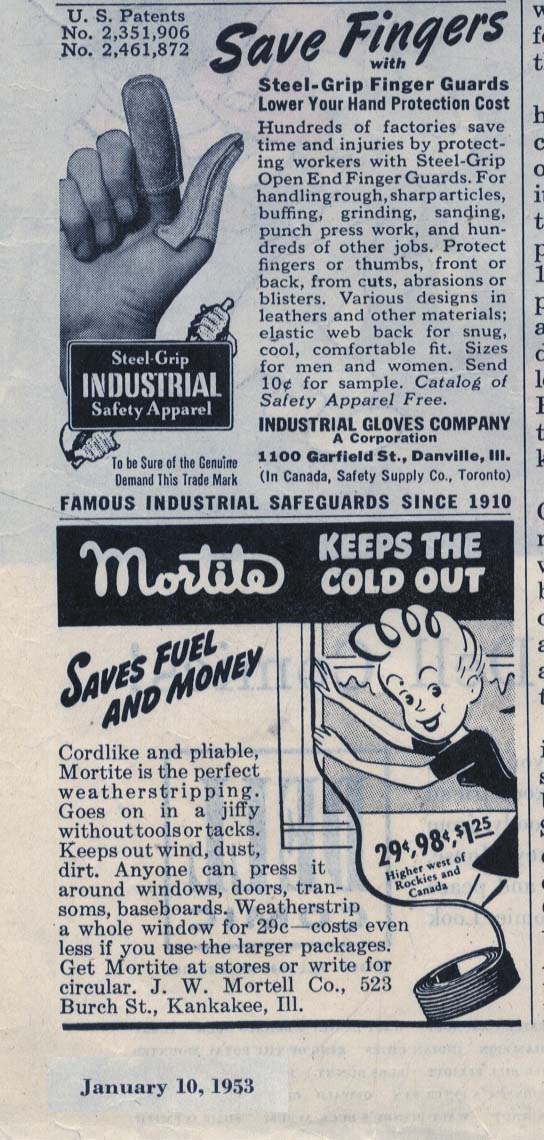 U. S. Patents
No. 2,351,906
No. 2,461,872
Save Fingers
with
Steel-Grip Finger Guards
Lower Your Hand Protection Cost
Hundreds of factories save
time and injuries by protect-
ing workers with Steel-Grip
Open End Finger Guards. For
handling rough, sharp articles,
buffing, grinding, sanding,
punch press work, and hun-
dreds of other jobs. Protect
fingers or thumbs, front or
back, from cuts, abrasions or
blisters. Various designs in
leathers and other materials;
elastic web back for snug,
cool, comfortable fit. Sizes
for men and women. Send
10¢ for sample. Catalog of
Safety Apparel Free.
INDUSTRIAL GLOVES COMPANY
A Corporation
1100 Garfield St., Danville, Ill.
(In Canada, Safety Supply Co., Toronto)
Steel-Grip
INDUSTRIAL
Safety Apparel
To be Sure of the Genuine
Demand This Trade Mark
FAMOUS INDUSTRIAL SAFEGUARDS SINCE 1910
Mortite KEEPS THE
COLD OUT
SAVES FUEL
AND MONEY
Cordlike and pliable,
Mortite is the perfect
weatherstripping.
Goes on in a jiffy
without tools or tacks.
Keeps out wind, dust,
dirt. Anyone can press it
around windows, doors, tran-
soms, baseboards. Weatherstrip
a whole window for 29c—costs even
less if you use the larger packages.
Get Mortite at stores or write for
circular. J. W. Mortell Co., 523
Burch St., Kankakee, Ill.
29¢, 98¢, $1.25
Higher west of
Rockies and
Canada
January 10, 1953